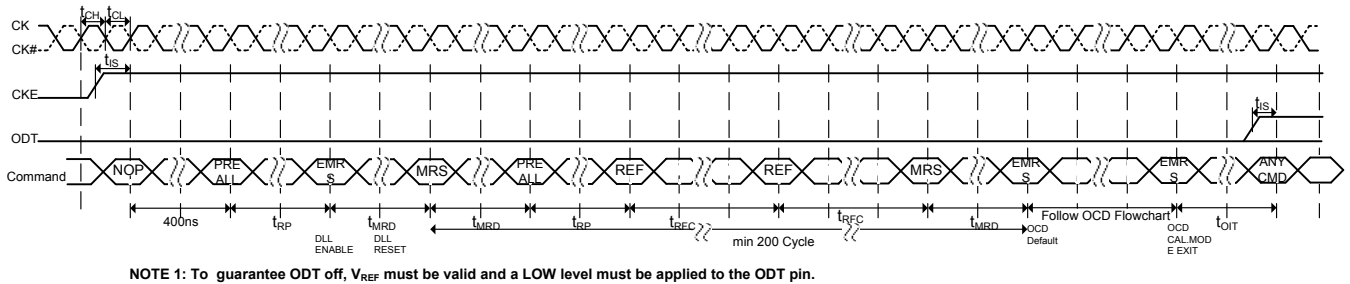 tCH tCL
CK
CK#
tIS
CKE
tIS
ODT
Command NOP PRE ALL EMR S MRS PRE ALL REF REF MRS EMR S EMR S ANY CMD
400ns tRP tMRD tMRD tRP tRFC tRFC tMRD Follow OCD Flowchart tOIT
DLL ENABLE DLL RESET min 200 Cycle OCD Default OCD CAL.MOD E EXIT
NOTE 1: To guarantee ODT off, VREF must be valid and a LOW level must be applied to the ODT pin.